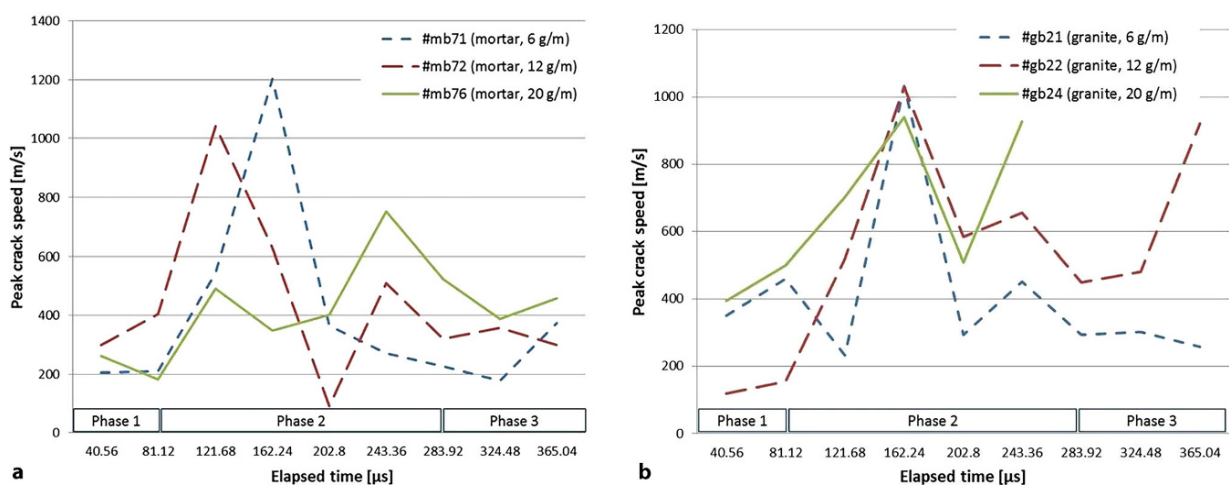 1400
1200
1000
800
600
400
200
0
Peak crack speed [m/s]
#mb71 (mortar, 6 g/m)
#mb72 (mortar, 12 g/m)
#mb76 (mortar, 20 g/m)
Phase 1 Phase 2 Phase 3
40.56 81.12 121.68 162.24 202.8 243.36 283.92 324.48 365.04
Elapsed time [µs]
a
1200
1000
800
600
400
200
0
Peak crack speed [m/s]
#gb21 (granite, 6 g/m)
#gb22 (granite, 12 g/m)
#gb24 (granite, 20 g/m)
Phase 1 Phase 2 Phase 3
40.56 81.12 121.68 162.24 202.8 243.36 283.92 324.48 365.04
Elapsed time [µs]
b